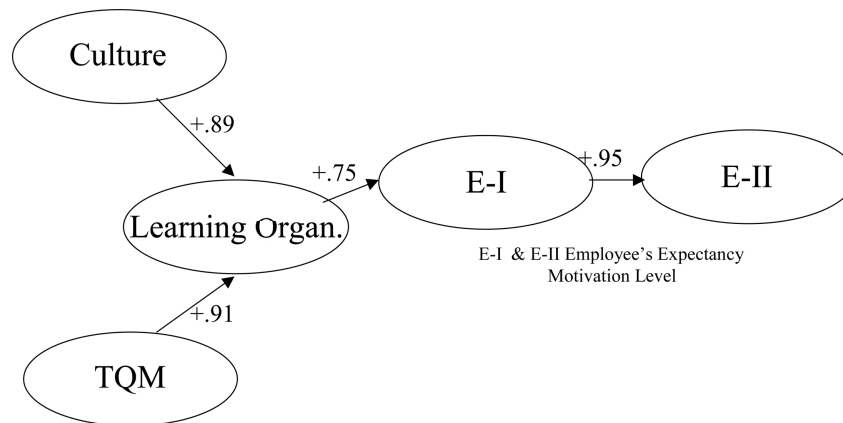 Culture
+.89
+.75
+.95
E-I
E-II
Learning Organ.
E-I & E-II Employee’s Expectancy
Motivation Level
+.91
TQM